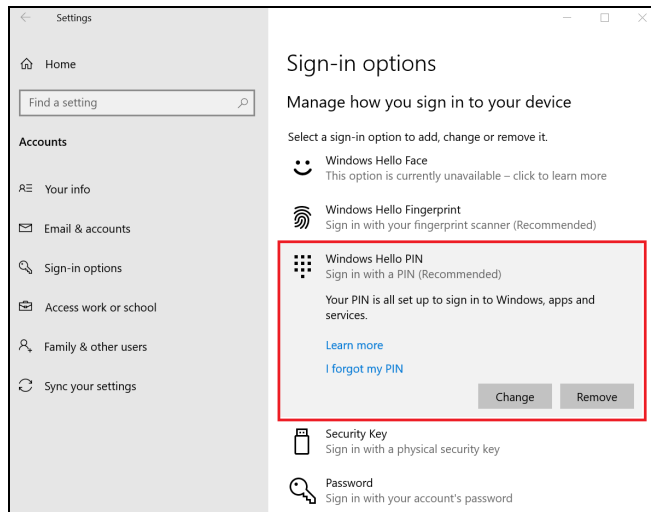 Settings
Home
Find a setting
Accounts
Your info
Email & accounts
Sign-in options
Access work or school
Family & other users
Sync your settings
Sign-in options
Manage how you sign in to your device
Select a sign-in option to add, change or remove it.
Windows Hello Face
This option is currently unavailable – click to learn more
Windows Hello Fingerprint
Sign in with your fingerprint scanner (Recommended)
Windows Hello PIN
Sign in with a PIN (Recommended)
Your PIN is all set up to sign in to Windows, apps and
services.
Learn more
I forgot my PIN
Change Remove
Security Key
Sign in with a physical security key
Password
Sign in with your account's password